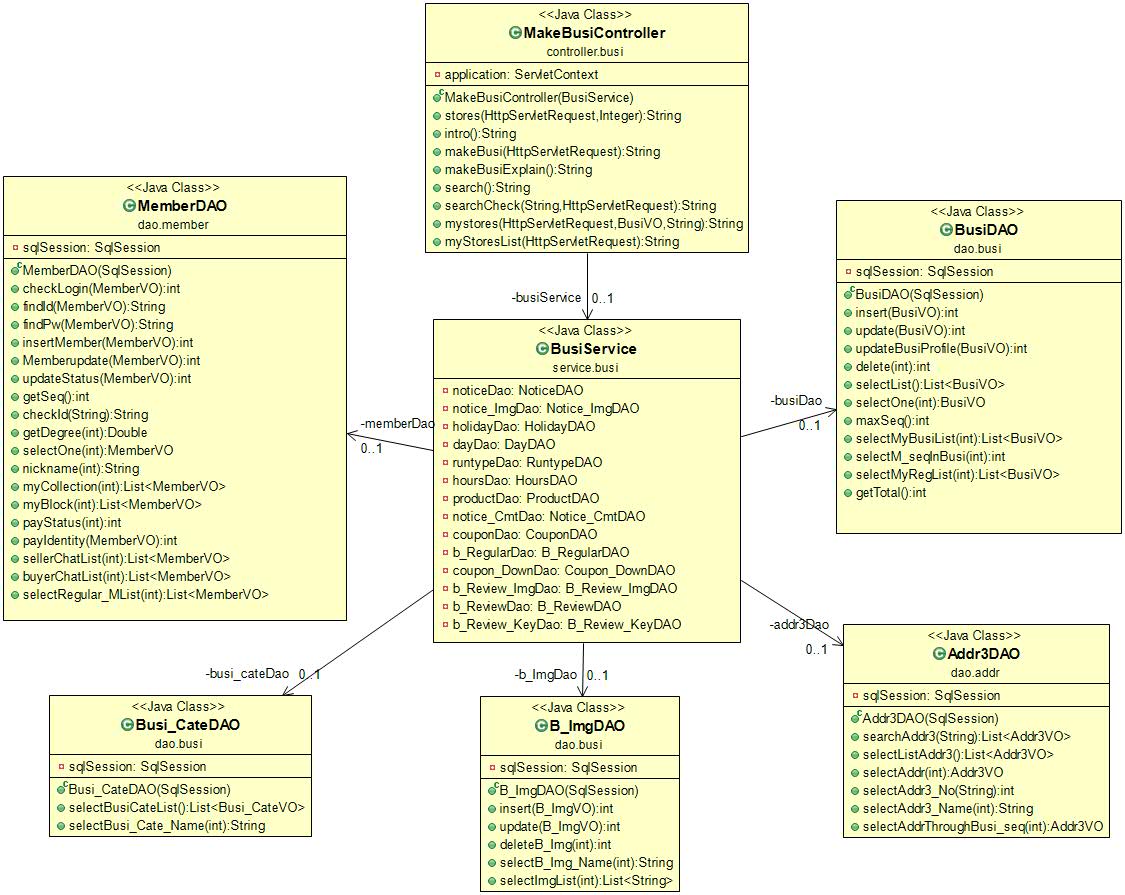 <<Java Class>>
MakeBusiController
controller.busi
application: ServletContext
MakeBusiController(BusiService)
stores(HttpServletRequest,Integer):String
intro():String
makeBusi(HttpServletRequest):String
makeBusiExplain():String
search():String
searchCheck(String,HttpServletRequest):String
mystores(HttpServletRequest,BusiVO,String):String
myStoresList(HttpServletRequest):String
<<Java Class>>
MemberDAO
dao.member
sqlSession: SqlSession
MemberDAO(SqlSession)
checkLogin(MemberVO):int
findId(MemberVO):String
findPw(MemberVO):String
insertMember(MemberVO):int
Memberupdate(MemberVO):int
updateStatus(MemberVO):int
getSeq():int
checkId(String):String
getDegree(int):Double
selectOne(int):MemberVO
nickname(int):String
myCollection(int):List<MemberVO>
myBlock(int):List<MemberVO>
payStatus(int):int
payIdentity(MemberVO):int
sellerChatList(int):List<MemberVO>
buyerChatList(int):List<MemberVO>
selectRegular_MList(int):List<MemberVO>
-busiService 0..1
<<Java Class>>
BusiService
service.busi
noticeDao: NoticeDAO
notice_ImgDao: Notice_ImgDAO
holidayDao: HolidayDAO
dayDao: DayDAO
runtypeDao: RuntypeDAO
hoursDao: HoursDAO
productDao: ProductDAO
notice_CmtDao: Notice_CmtDAO
couponDao: CouponDAO
b_RegularDao: B_RegularDAO
coupon_DownDao: Coupon_DownDAO
b_Review_ImgDao: B_Review_ImgDAO
b_ReviewDao: B_ReviewDAO
b_Review_KeyDao: B_Review_KeyDAO
-memberDao
0..1
-busiDao
0..1
<<Java Class>>
BusiDAO
dao.busi
sqlSession: SqlSession
BusiDAO(SqlSession)
insert(BusiVO):int
update(BusiVO):int
updateBusiProfile(BusiVO):int
delete(int):int
selectList():List<BusiVO>
selectOne(int):BusiVO
maxSeq():int
selectMyBusiList(int):List<BusiVO>
selectM_seqInBusi(int):int
selectMyRegList(int):List<BusiVO>
getTotal():int
-busi_cateDao 0..1
<<Java Class>>
Busi_CateDAO
dao.busi
sqlSession: SqlSession
Busi_CateDAO(SqlSession)
selectBusiCateList():List<Busi_CateVO>
selectBusi_Cate_Name(int):String
-b_ImgDao 0..1
<<Java Class>>
B_ImgDAO
dao.busi
sqlSession: SqlSession
B_ImgDAO(SqlSession)
insert(B_ImgVO):int
update(B_ImgVO):int
deleteB_Img(int):int
selectB_Img_Name(int):String
selectImgList(int):List<String>
-addr3Dao
0..1
<<Java Class>>
Addr3DAO
dao.addr
sqlSession: SqlSession
Addr3DAO(SqlSession)
searchAddr3(String):List<Addr3VO>
selectListAddr3():List<Addr3VO>
selectAddr(int):Addr3VO
selectAddr3_No(String):int
selectAddr3_Name(int):String
selectAddrThroughBusi_seq(int):Addr3VO